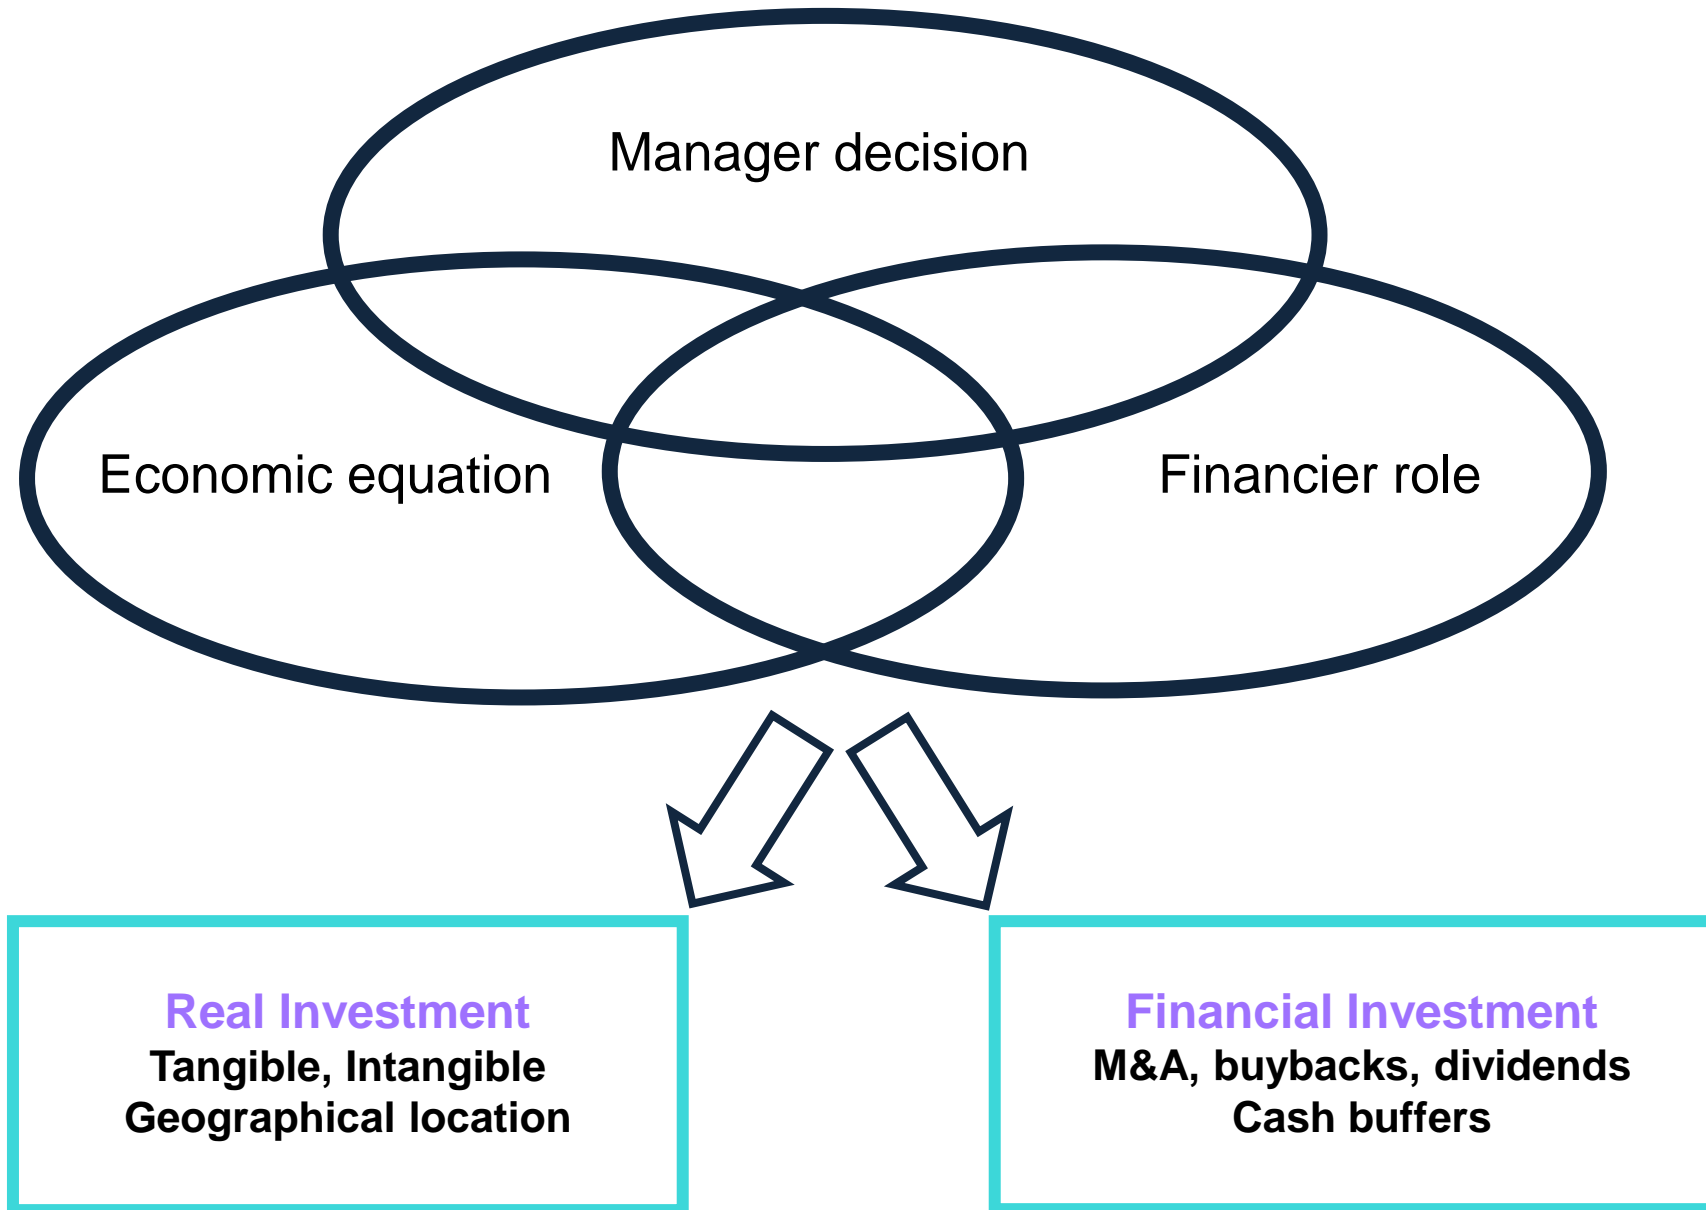 Manager decision
Economic equation
Financier role
Real Investment
Tangible, Intangible
Geographical location
Financial Investment
M&A, buybacks, dividends
Cash buffers